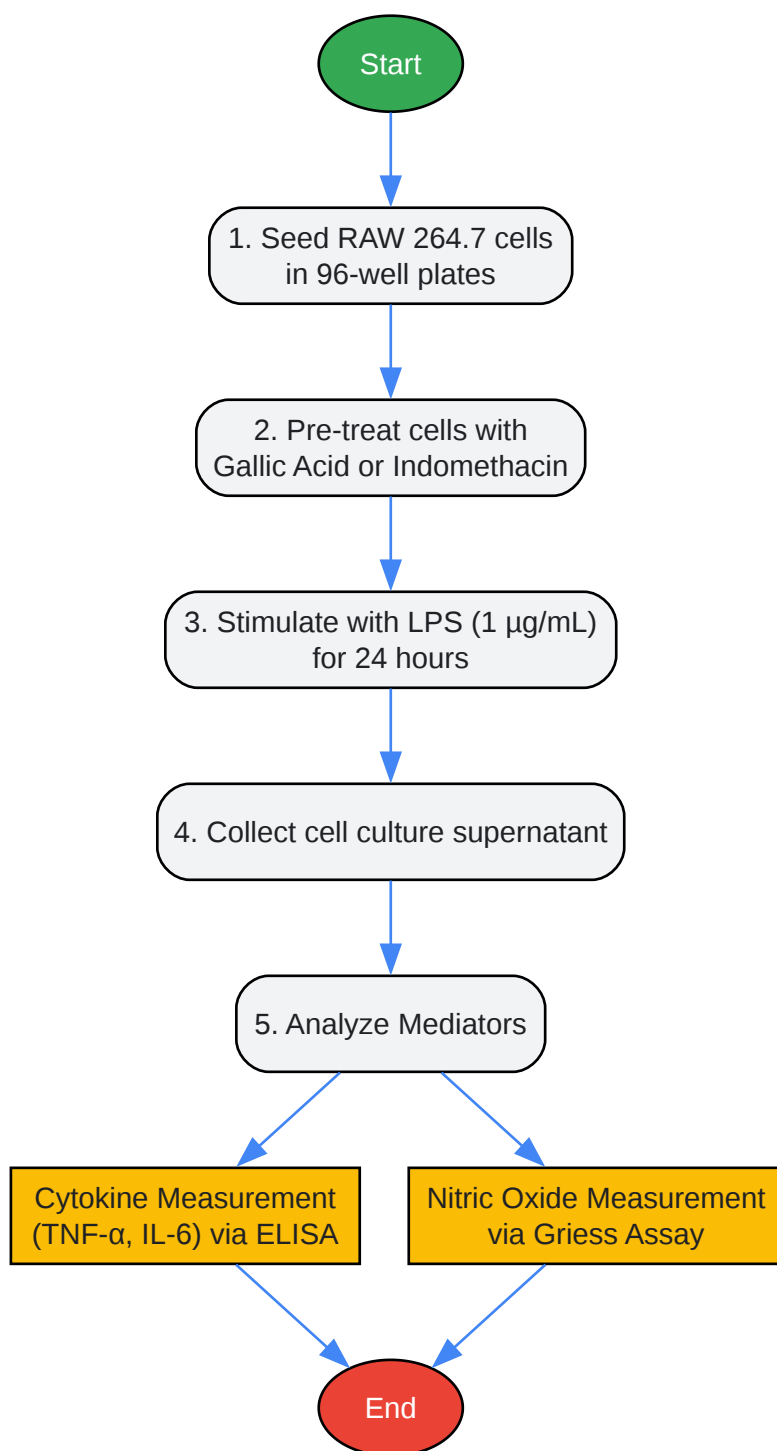 Start
1. Seed RAW 264.7 cells
in 96-well plates
2. Pre-treat cells with
Gallic Acid or Indomethacin
3. Stimulate with LPS (1 µg/mL)
for 24 hours
4. Collect cell culture supernatant
5. Analyze Mediators
Cytokine Measurement
(TNF-α, IL-6) via ELISA
Nitric Oxide Measurement
via Griess Assay
End